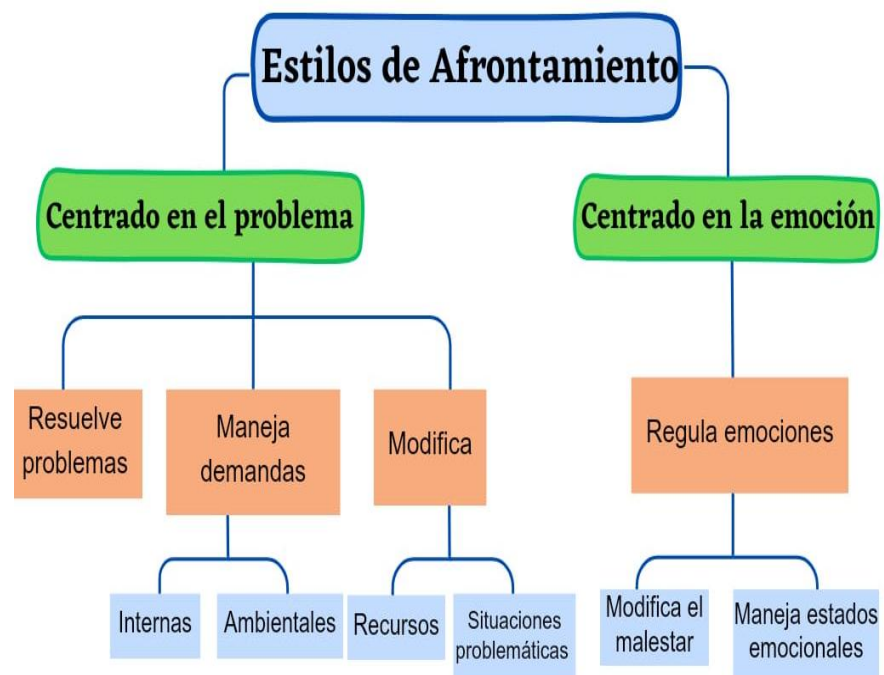 Estilos de Afrontamiento
Centrado en el problema
Centrado en la emoción
Resuelve
problemas
Maneja
demandas
Modifica
Regula emociones
Internas
Ambientales
Recursos
Situaciones
problemáticas
Modifica el
malestar
Maneja estados
emocionales